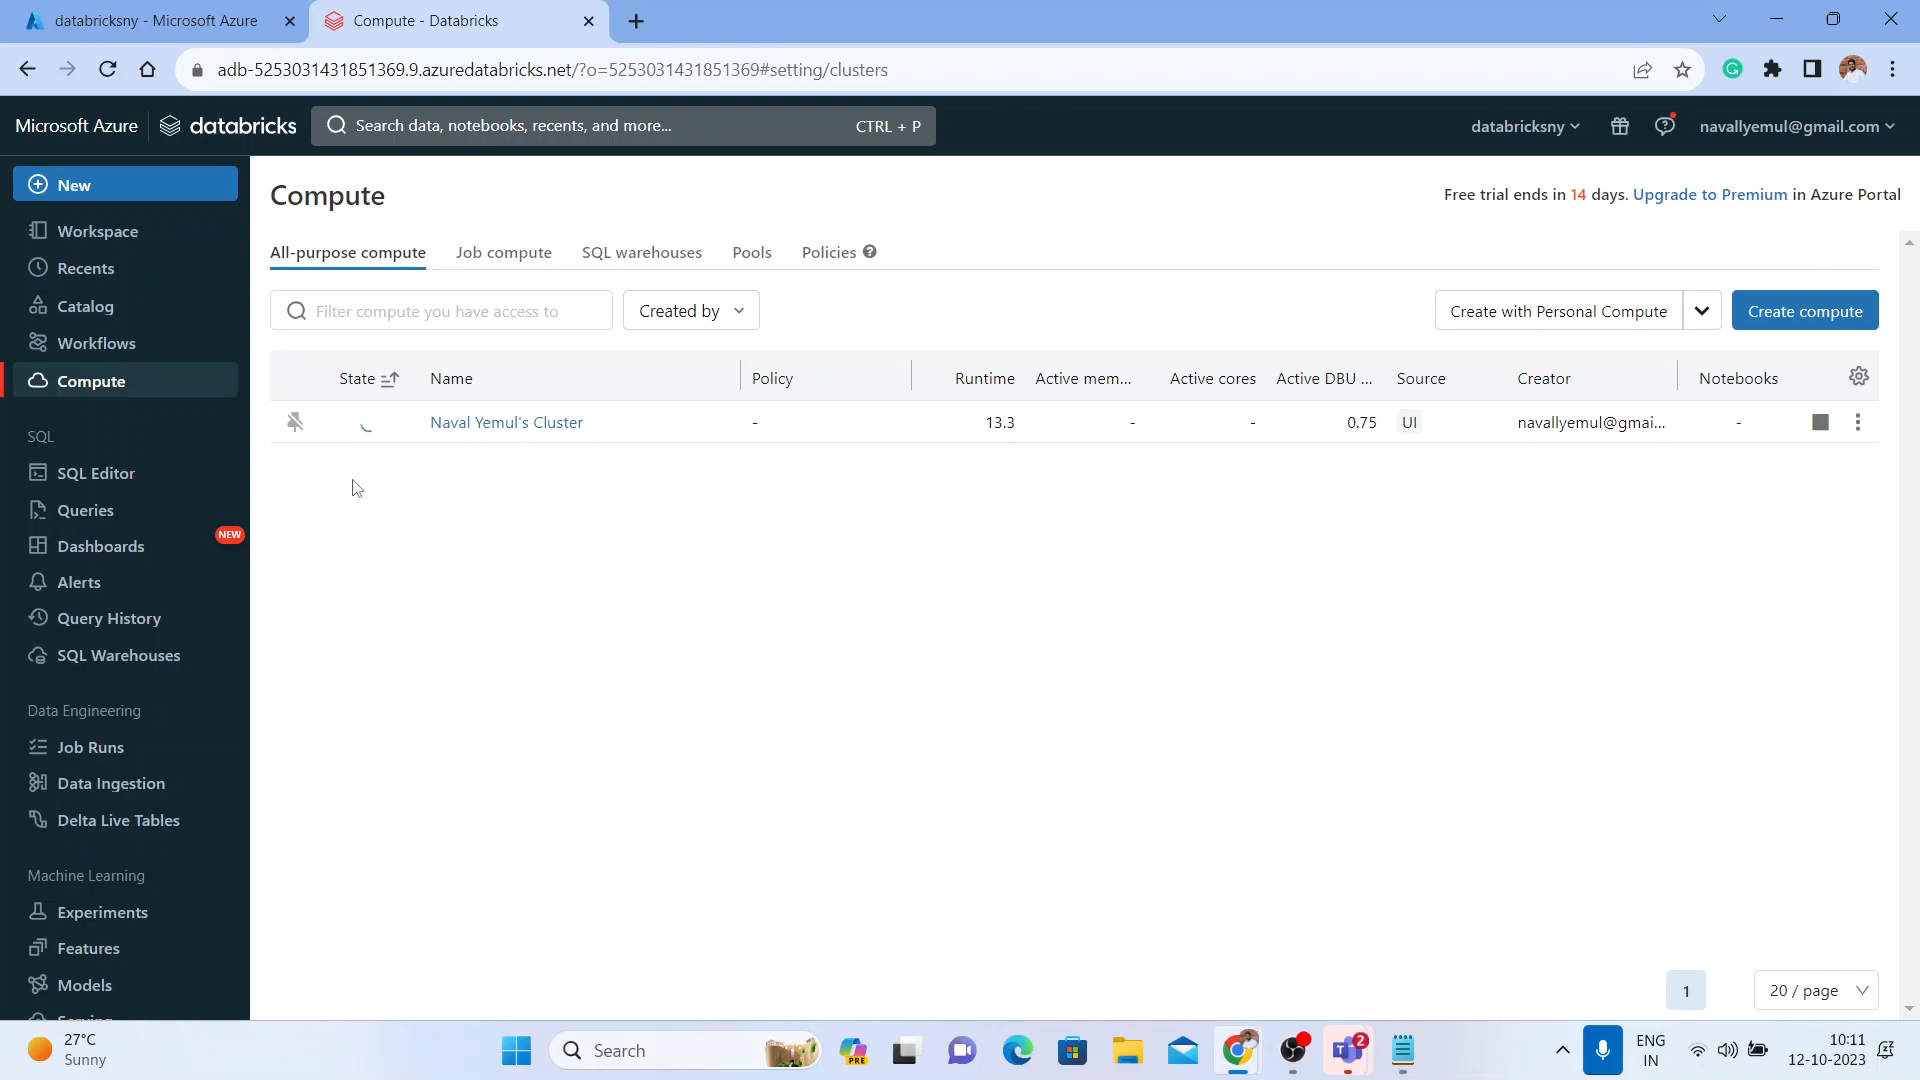 databricksny - Microsoft Azure
Compute - Databricks
adb-5253031431851369.9.azuredatabricks.net/?o=5253031431851369#setting/clusters
Microsoft Azure
databricks
Search data, notebooks, recents, and more...
CTRL + P
databricksny
navallyemul@gmail.com
New
Workspace
Recents
Catalog
Workflows
Compute
SQL
SQL Editor
Queries
Dashboards
NEW
Alerts
Query History
SQL Warehouses
Data Engineering
Job Runs
Data Ingestion
Delta Live Tables
Machine Learning
Experiments
Features
Models
Serving
Compute
Free trial ends in 14 days. Upgrade to Premium in Azure Portal
All-purpose compute
Job compute
SQL warehouses
Pools
Policies ?
Filter compute you have access to
Created by
Create with Personal Compute
Create compute
State Name Policy Runtime Active mem... Active cores Active DBU ... Source Creator Notebooks
Naval Yemul's Cluster - 13.3 - - 0.75 UI navallyemul@gmai... -
1
20 / page
27°C
Sunny
Search
PRE
2
ENG
IN
10:11
12-10-2023